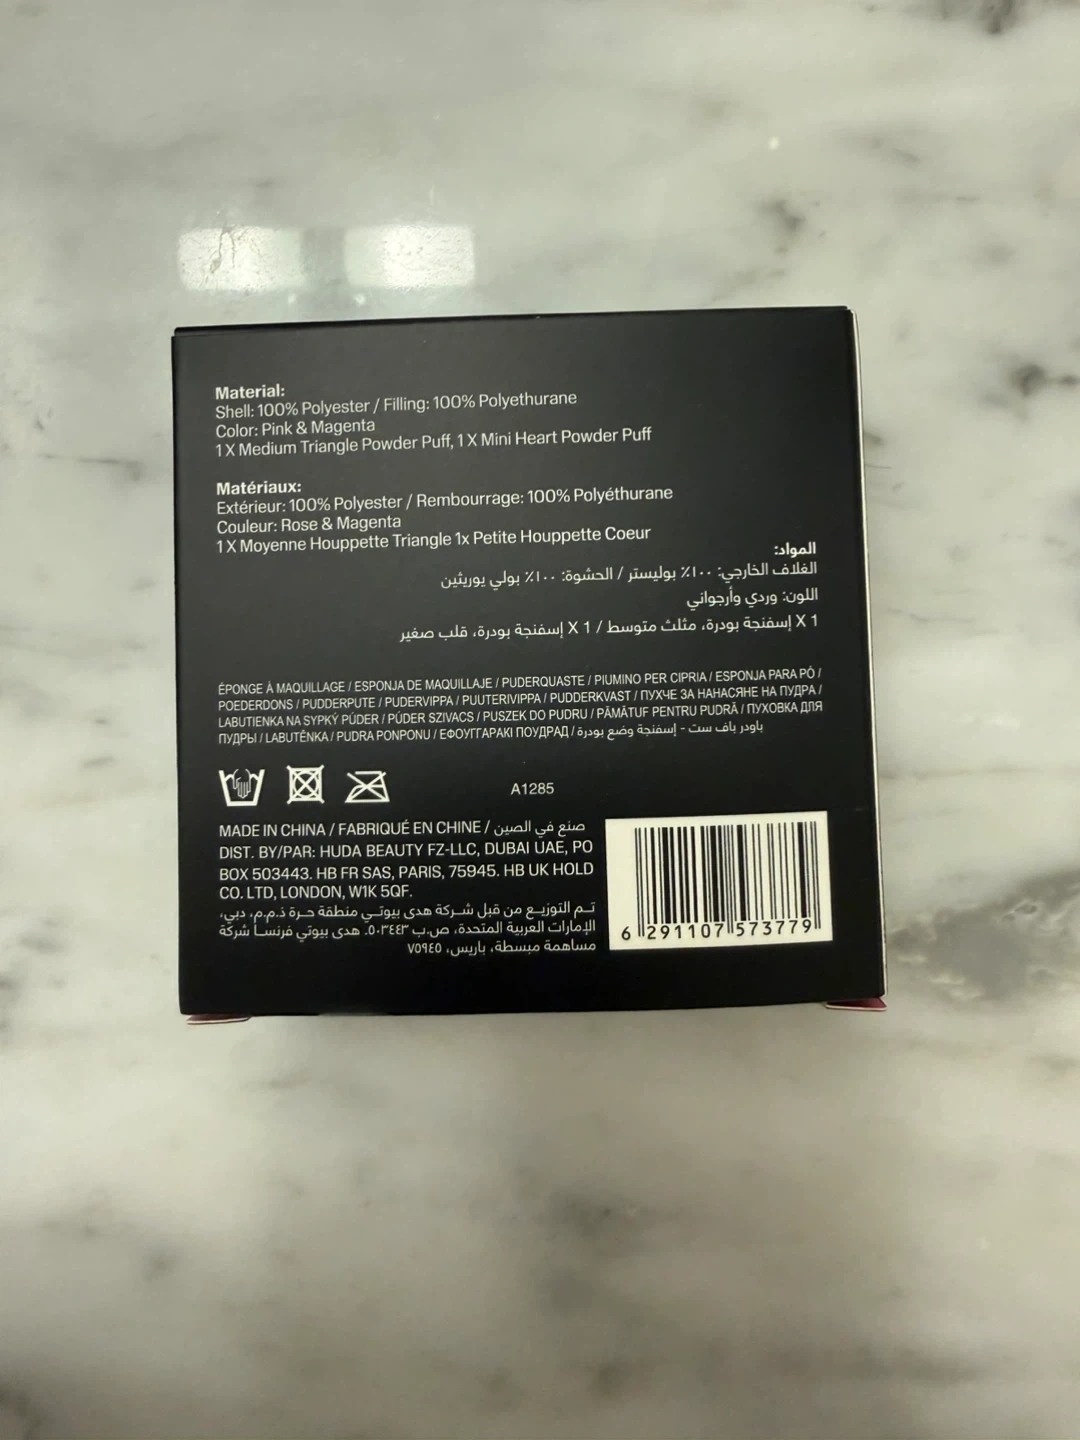 Material:
Shell: 100% Polyester / Filling: 100% Polyethurane
Color: Pink & Magenta
1 X Medium Triangle Powder Puff, 1 X Mini Heart Powder Puff
Matériaux:
Extérieur: 100% Polyester / Rembourrage: 100% Polyéthurane
Couleur: Rose & Magenta
1 X Moyenne Houppette Triangle 1x Petite Houppette Coeur
المواد:
الغلاف الخارجي: ١٠٠٪ بوليستر / الحشوة: ١٠٠٪ بولي يوريثين
اللون: وردي وأرجواني
1 X إسفنجة بودرة، مثلث متوسط / 1 X إسفنجة بودرة، قلب صغير
ÉPONGE À MAQUILLAGE / ESPONJA DE MAQUILLAJE / PUDERQUASTE / PIUMINO PER CIPRIA / ESPONJA PARA PÓ /
POEDERDONS / PUDDERPUTE / PUDERVIPPA / PUUTERIVIPPA / PUDDERKVAST / ПУХЧЕ ЗА НАНАСЯНЕ НА ПУДРА /
LABUTIENKA NA SYPKÝ PÚDER / PÚDER SZIVACS / PUSZEK DO PUDRU / PĂMĂTUF PENTRU PUDRĂ / ПУХОВКА ДЛЯ
ПУДРЫ / LABUTĚNKA / PUDRA PONPONU / ΕΦΟΥΓΓΑΡΑΚΙ ΠΟΥΔΡΑΔ / باودر باف ست - إسفنجة وضع بودرة
A1285
MADE IN CHINA / FABRIQUÉ EN CHINE / صنع في الصين
DIST. BY/PAR: HUDA BEAUTY FZ-LLC, DUBAI UAE, PO
BOX 503443. HB FR SAS, PARIS, 75945. HB UK HOLD
CO. LTD, LONDON, W1K 5QF.
تـم التوزيـع من قبل شـركة هدى بيوتـي منطقة حـرة ذ.م.م، دبي،
الإمارات العربية المتحدة، ص.ب ٥٠٣٤٤٣. هدى بيوتي فرنسـا شركة
مساهمة مبسطة، باريس، ٧٥٩٤٥
6 291107 573779